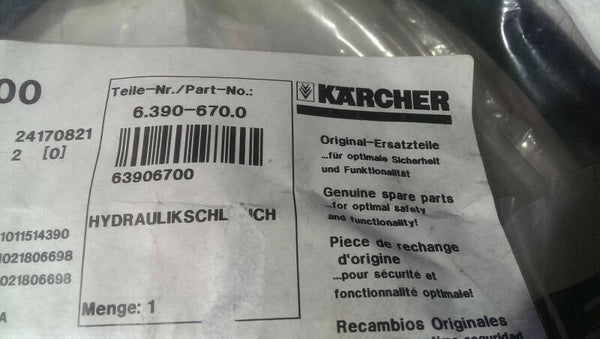 00
24170821
2 [0]
1011514390
1021806698
021806698
A
Teile-Nr./Part-No.:
6.390-670.0
63906700
Menge: 1
KÄRCHER
Original-Ersatzteile
...für optimale Sicherheit
und Funktionalität
Genuine spare parts
...for optimal safety
and functionality!
Piece de rechange
d'origine
...pour sécurité et
fonctionnalité optimale!
Recambios Originales